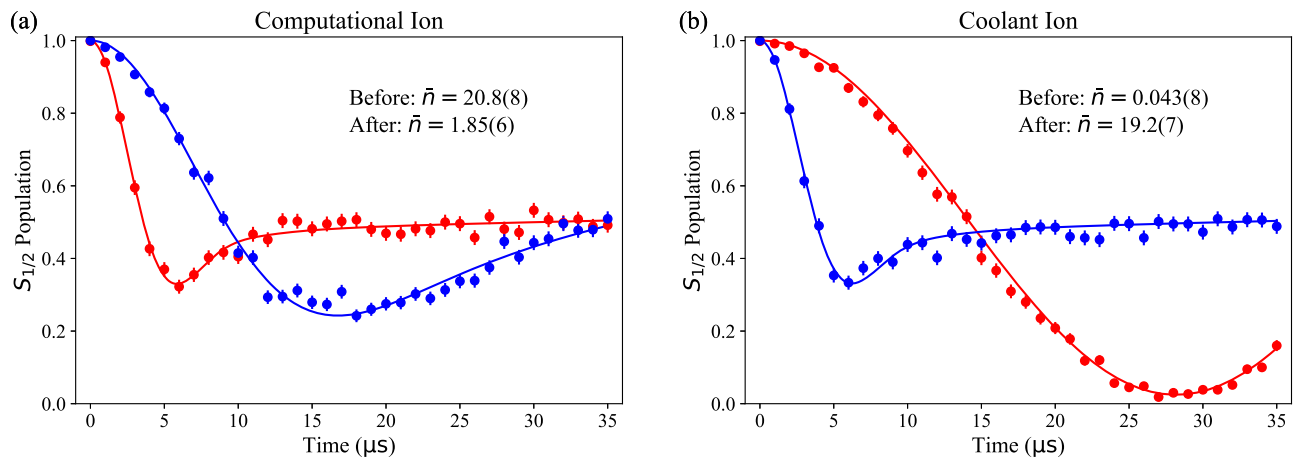 (a)
Computational Ion
1.0
0.8
0.6
0.4
0.2
0.0
S1/2 Population
Before: n̄ = 20.8(8)
After: n̄ = 1.85(6)
0 5 10 15 20 25 30 35
Time (μs)
(b)
Coolant Ion
1.0
0.8
0.6
0.4
0.2
0.0
S1/2 Population
Before: n̄ = 0.043(8)
After: n̄ = 19.2(7)
0 5 10 15 20 25 30 35
Time (μs)